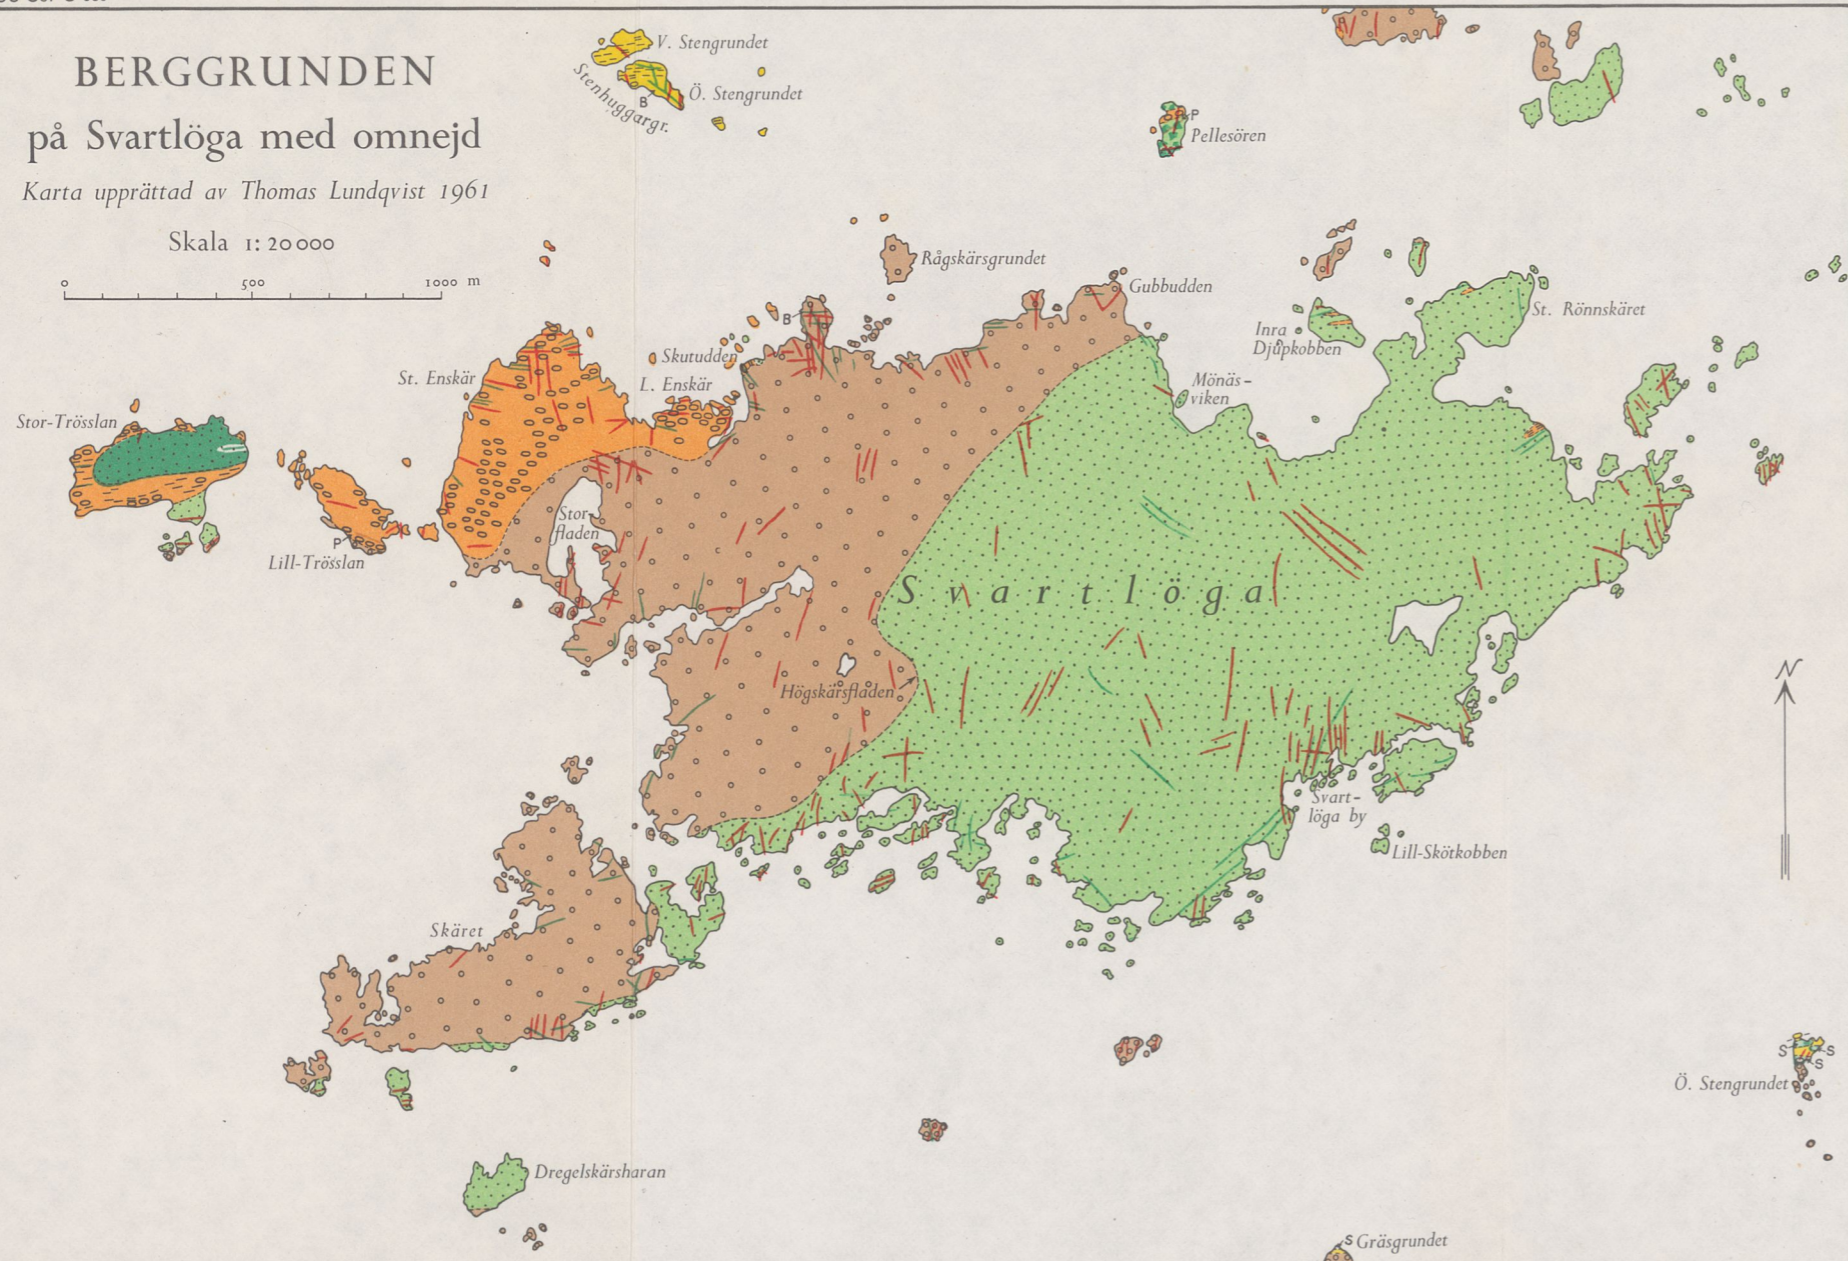 BERGGRUNDEN
på Svartlöga med omnejd
Karta upprättad av Thomas Lundqvist 1961
Skala 1:20000
0 500 1000 m
V. Stengrundet
Ö. Stengrundet
Stenhuggargr.
B
P
Pellesören
Rågskärsgrundet
Gubbudden
St. Rönnskäret
Inra
Djupkobben
B
Skutudden
L. Enskär
St. Enskär
Mönäs-
viken
Stor-Trösslan
Stor-
fladen
P
Lill-Trösslan
Svartlöga
Högskärsfladen
N
Svart-
löga by
Lill-Skötkobben
Skäret
S
S
S
Ö. Stengrundet
Dregelskärsharan
S
Gräsgrundet